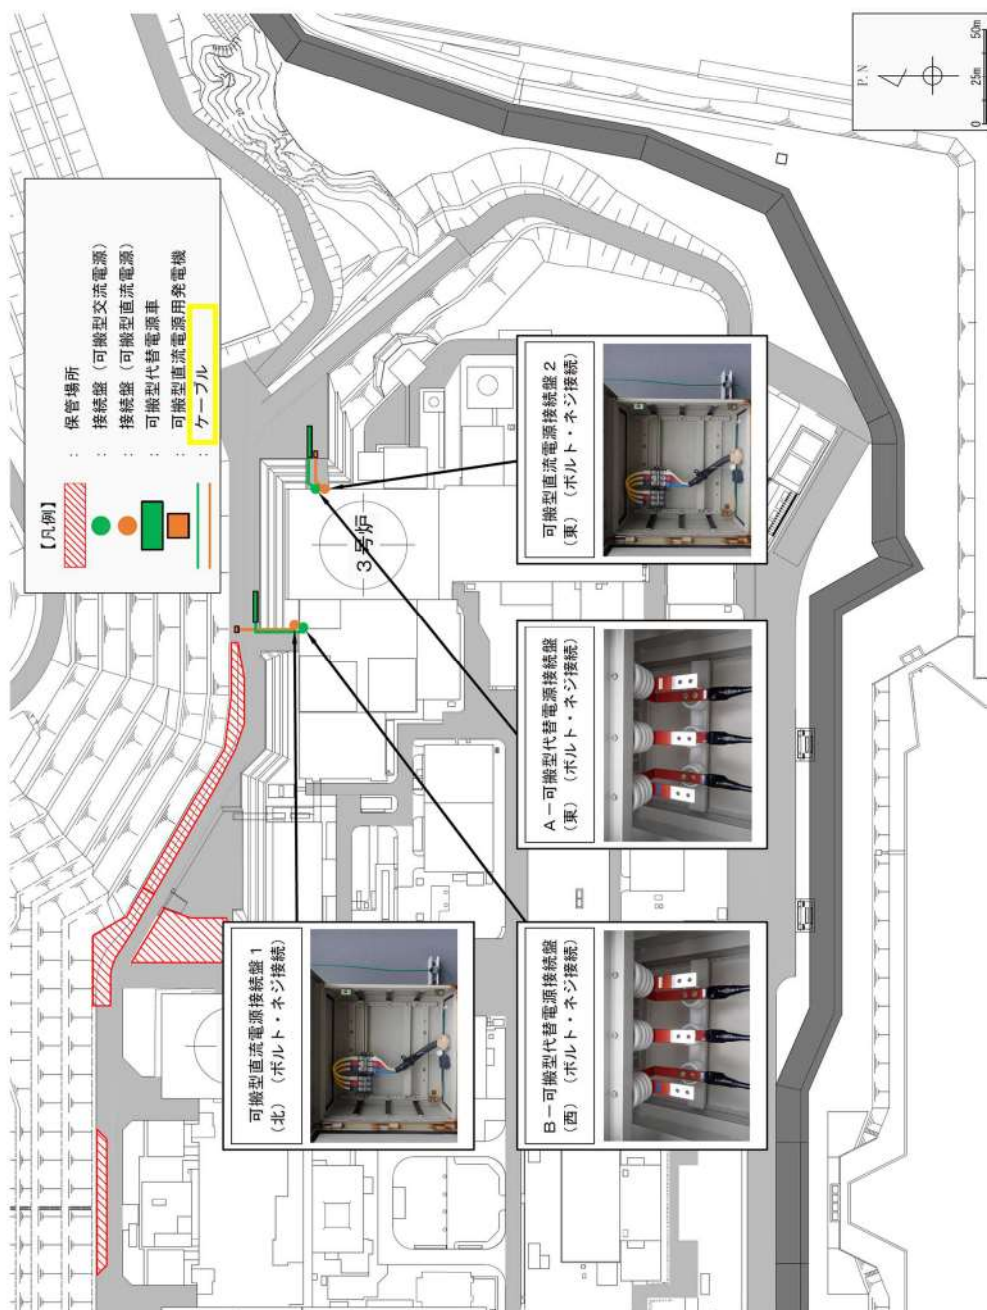 【凡例】
： 保管場所
： 接続盤（可搬型交流電源）
： 接続盤（可搬型直流電源）
： 可搬型代替電源車
： 可搬型直流電源用発電機
： ケーブル
P.N
0 25m 50m
3号炉
可搬型直流電源接続盤１
（北）（ボルト・ネジ接続）
B－可搬型代替電源接続盤
（西）（ボルト・ネジ接続）
A－可搬型代替電源接続盤
（東）（ボルト・ネジ接続）
可搬型直流電源接続盤２
（東）（ボルト・ネジ接続）